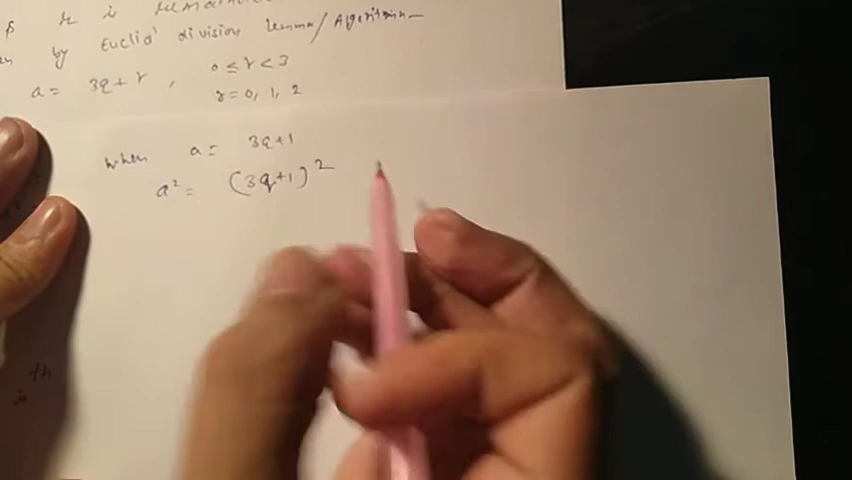 r is remainder
by Euclid' division lemma/Algorithm
a = 3q+r , 0 ≤ r < 3
r = 0, 1, 2
when a = 3q+1
a² = (3q+1)²